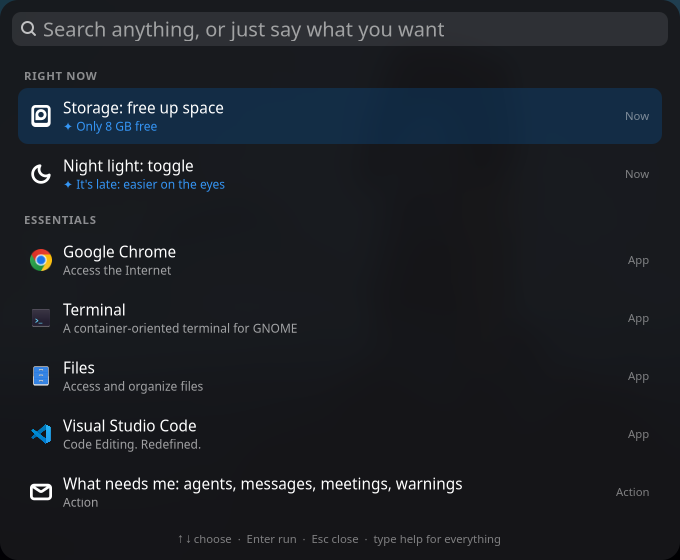 Search anything, or just say what you want
RIGHT NOW
Storage: free up space
✦ Only 8 GB free
Now
Night light: toggle
✦ It's late: easier on the eyes
Now
ESSENTIALS
Google Chrome
Access the Internet
App
Terminal
A container-oriented terminal for GNOME
App
Files
Access and organize files
App
Visual Studio Code
Code Editing. Redefined.
App
What needs me: agents, messages, meetings, warnings
Action
Action
↑↓ choose · Enter run · Esc close · type help for everything